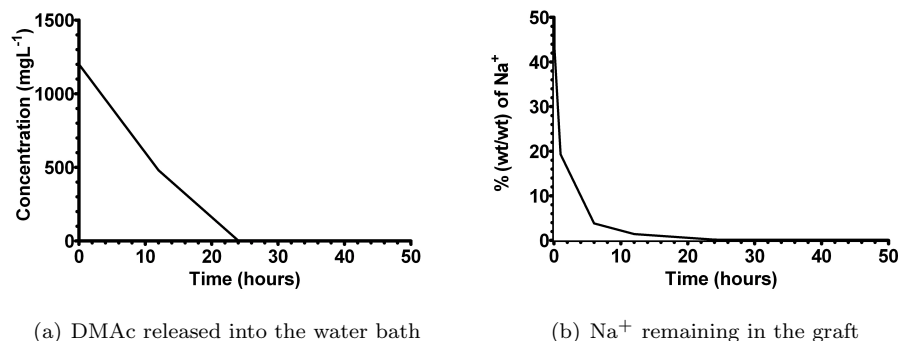 1500
1000
500
0
Concentration (mgL⁻¹)
0 10 20 30 40 50
Time (hours)
(a) DMAc released into the water bath
50
40
30
20
10
0
% (wt/wt) of Na⁺
0 10 20 30 40 50
Time (hours)
(b) Na⁺ remaining in the graft